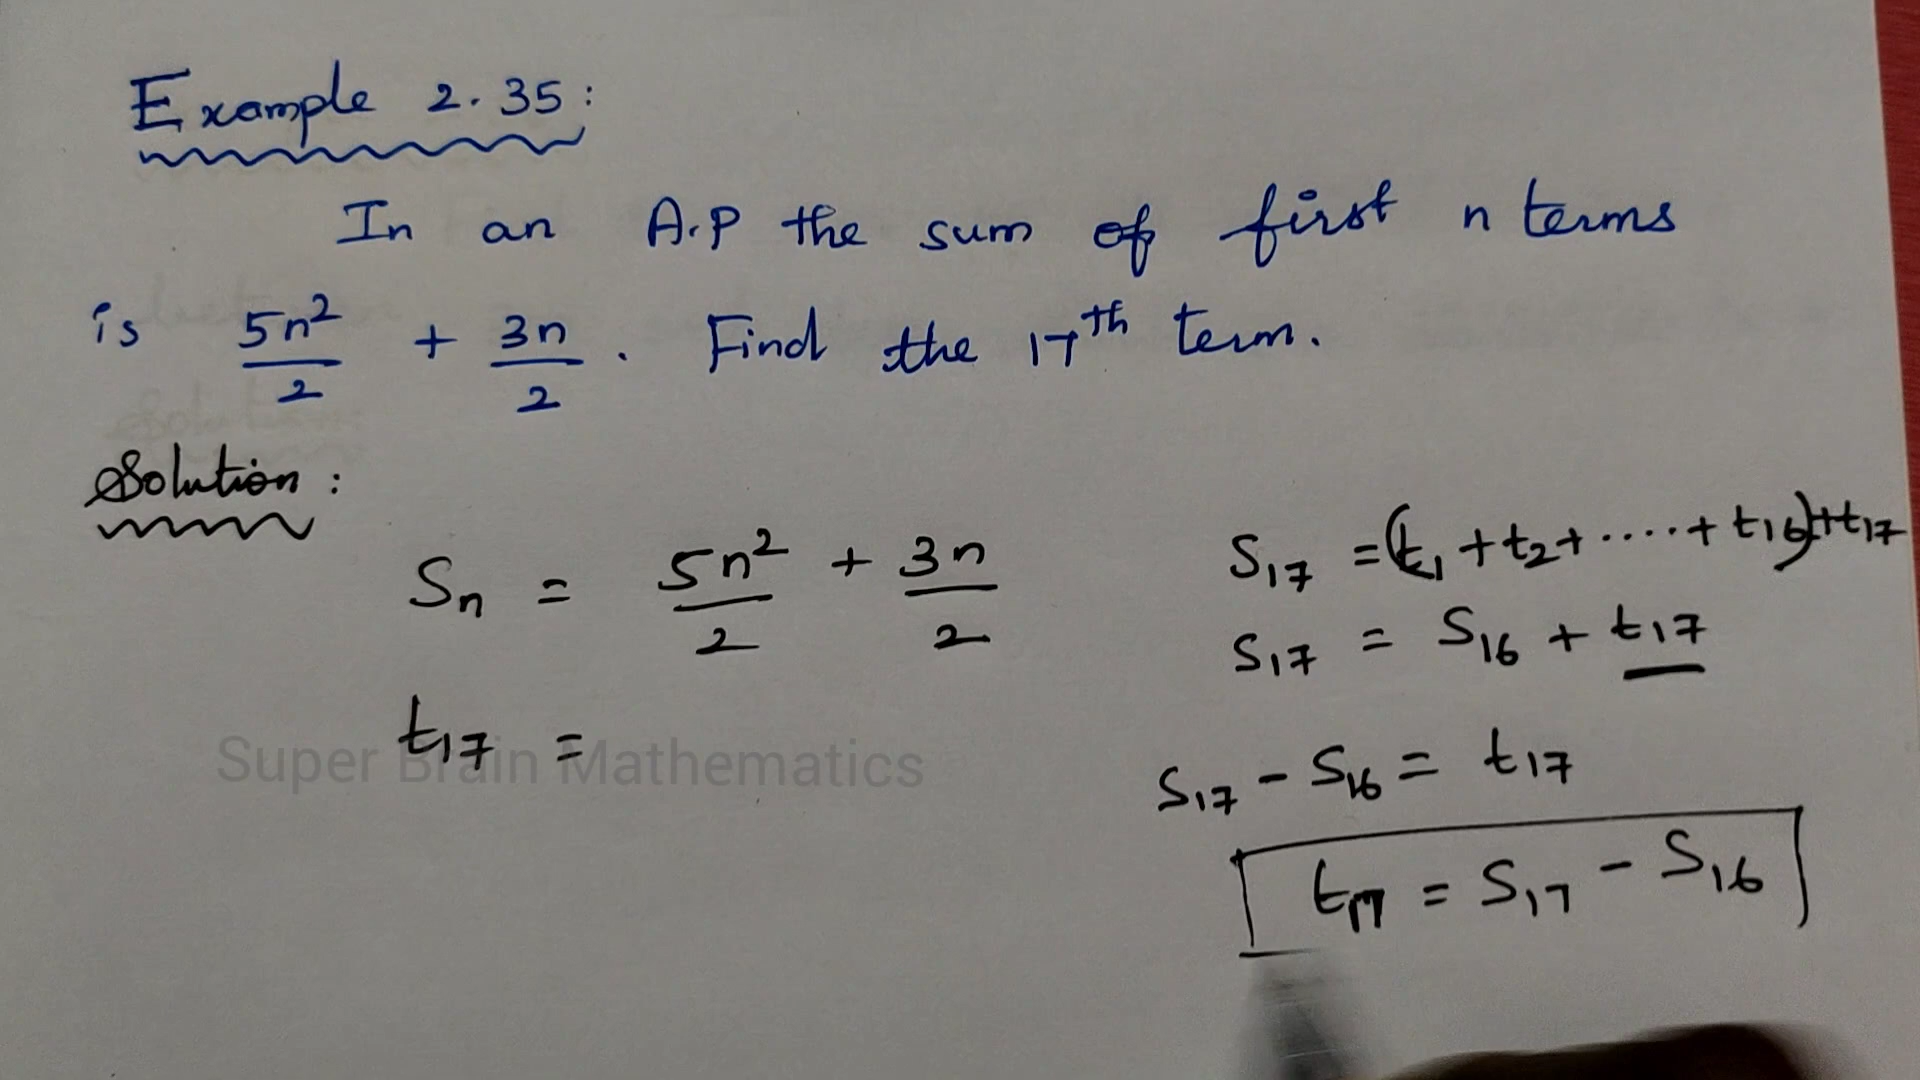 Example 2.35:
In an A.P the sum of first n terms
is 5n²/2 + 3n/2. Find the 17th term.
Solution:
Sn = 5n²/2 + 3n/2
t17 =
Super Brain Mathematics
S17 = (t1 + t2 + ..... + t16) + t17
S17 = S16 + t17
S17 - S16 = t17
t17 = S17 - S16